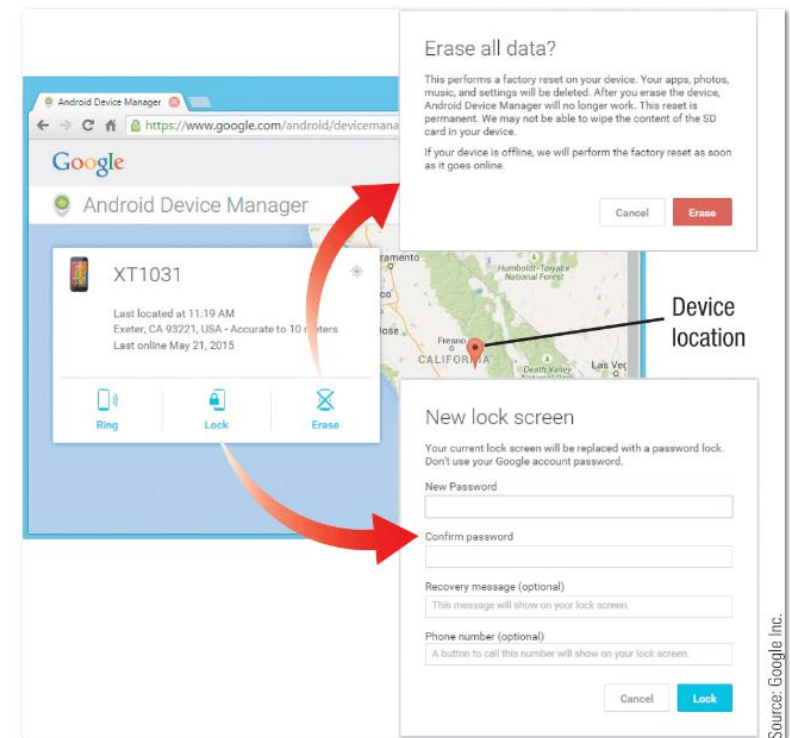 Erase all data?
This performs a factory reset on your device. Your apps, photos,
music, and settings will be deleted. After you erase the device,
Android Device Manager will no longer work. This reset is
permanent. We may not be able to wipe the content of the SD
card in your device.
If your device is offline, we will perform the factory reset as soon
as it goes online.
Cancel
Erase
Android Device Manager
https://www.google.com/android/devicemana
Google
Android Device Manager
XT1031
Last located at 11:19 AM
Exeter, CA 93221, USA - Accurate to 10 meters
Last online May 21, 2015
Ring
Lock
Erase
ramento
co
Jose
Fresno
CALIFORNIA
Humboldt-Toiyabe
National Forest
Death Valley
Las Veg
Device
location
New lock screen
Your current lock screen will be replaced with a password lock.
Don't use your Google account password.
New Password
Confirm password
Recovery message (optional)
This message will show on your lock screen.
Phone number (optional)
A button to call this number will show on your lock screen.
Cancel
Lock
Source: Google Inc.